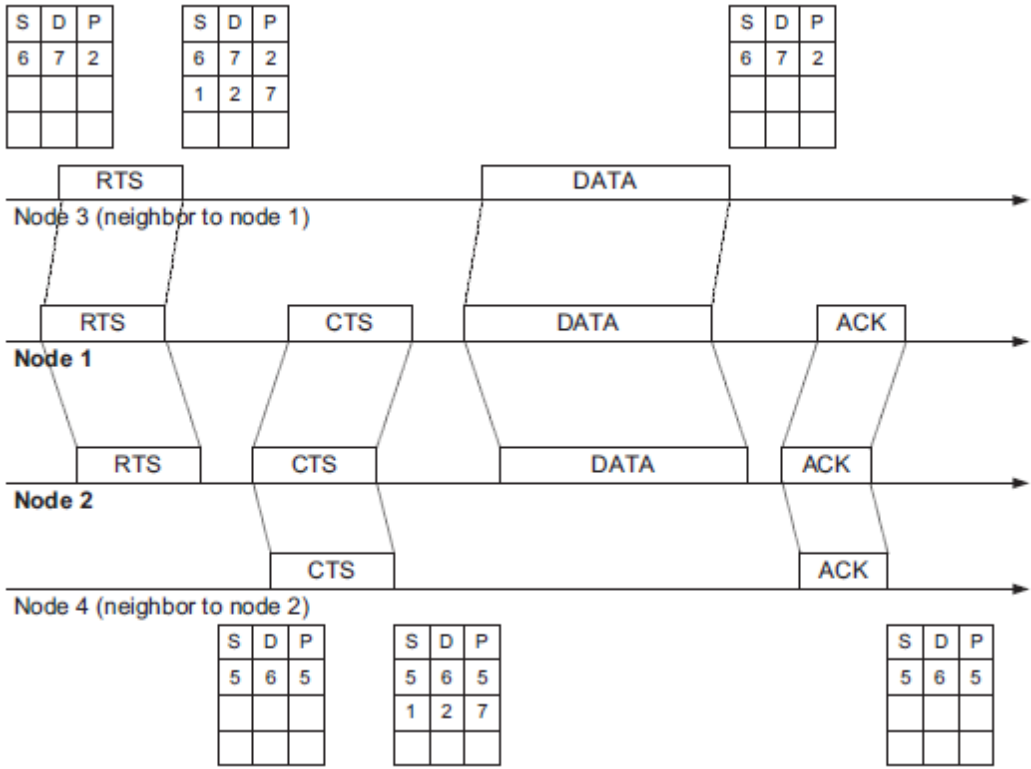 S D P S D P S D P
6 7 2 6 7 2 6 7 2
1 2 7
RTS DATA
Node 3 (neighbor to node 1)
RTS CTS DATA ACK
Node 1
RTS CTS DATA ACK
Node 2
CTS ACK
Node 4 (neighbor to node 2)
S D P S D P S D P
5 6 5 5 6 5 5 6 5
1 2 7